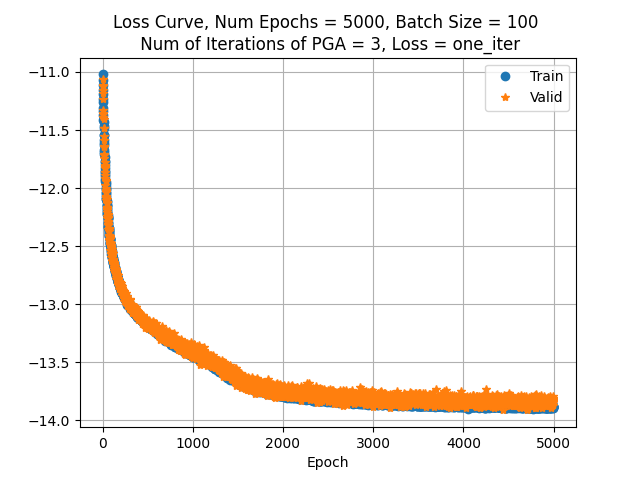 Loss Curve, Num Epochs = 5000, Batch Size = 100
Num of Iterations of PGA = 3, Loss = one_iter
Train
Valid
−11.0
−11.5
−12.0
−12.5
−13.0
−13.5
−14.0
0 1000 2000 3000 4000 5000
Epoch